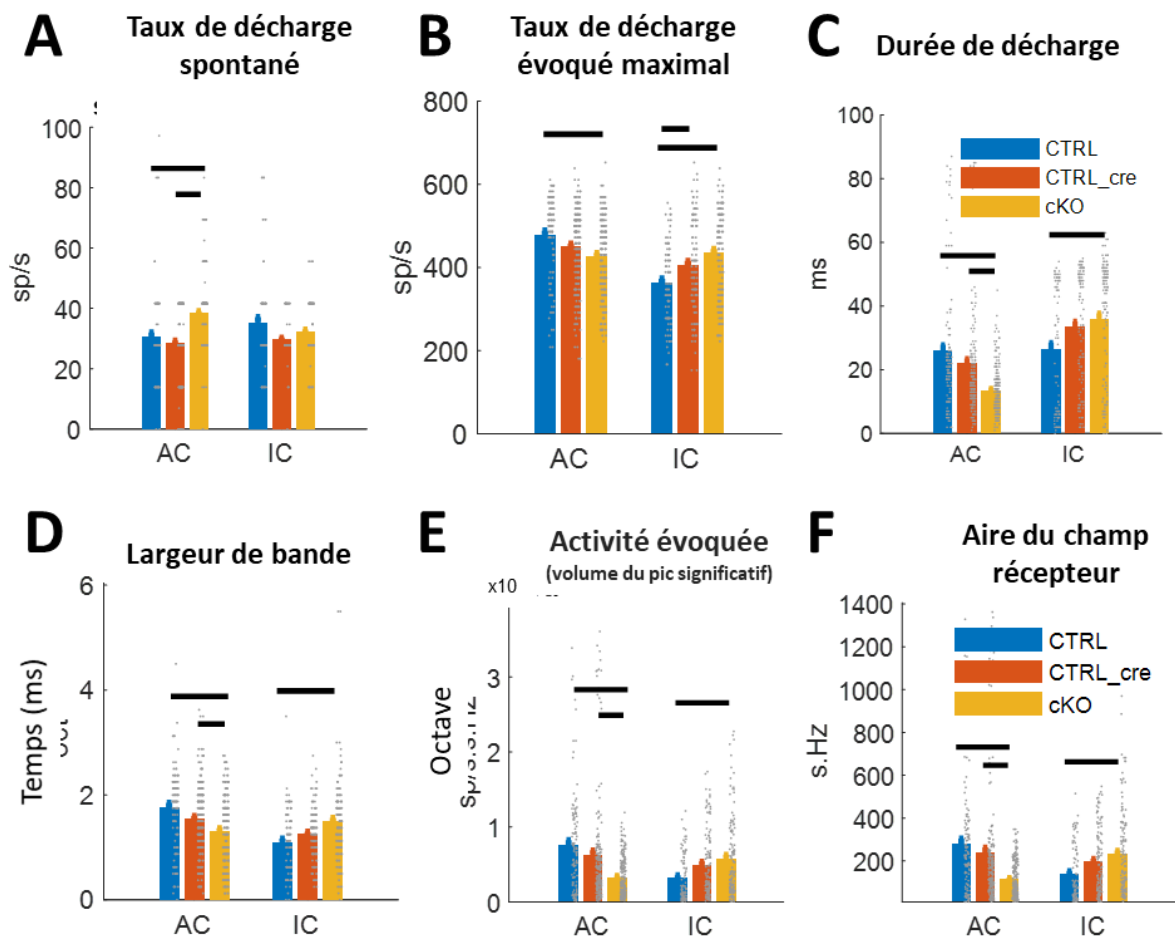 A
Taux de décharge
spontané
sp/s
100
80
60
40
20
0
AC
IC
B
Taux de décharge
évoqué maximal
sp/s
800
600
400
200
0
AC
IC
C
Durée de décharge
ms
100
80
60
40
20
0
CTRL
CTRL_cre
cKO
AC
IC
D
Largeur de bande
Temps (ms)
6
4
2
0
AC
IC
E
Activité évoquée
(volume du pic significatif)
x10
Octave
sp/s.s.Hz
3
2
1
0
AC
IC
F
Aire du champ
récepteur
s.Hz
1400
1200
1000
800
600
400
200
CTRL
CTRL_cre
cKO
AC
IC